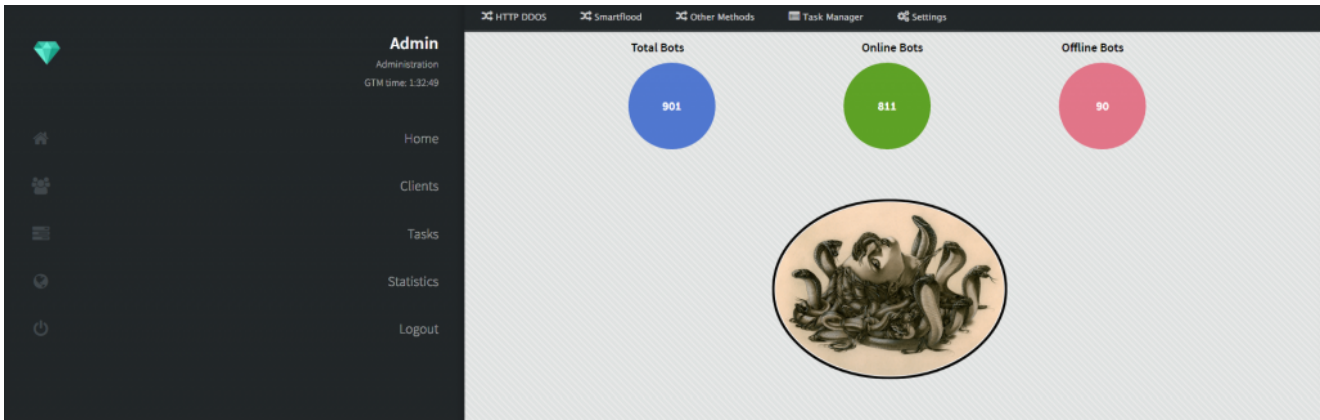 HTTP DDOS Smartflood Other Methods Task Manager Settings
Admin
Administration
GTM time: 1:32:49
Home
Clients
Tasks
Statistics
Logout
Total Bots Online Bots Offline Bots
901 811 90